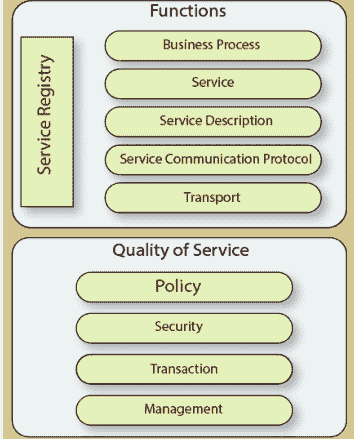 Functions
Service Registry
Business Process
Service
Service Description
Service Communication Protocol
Transport
Quality of Service
Policy
Security
Transaction
Management